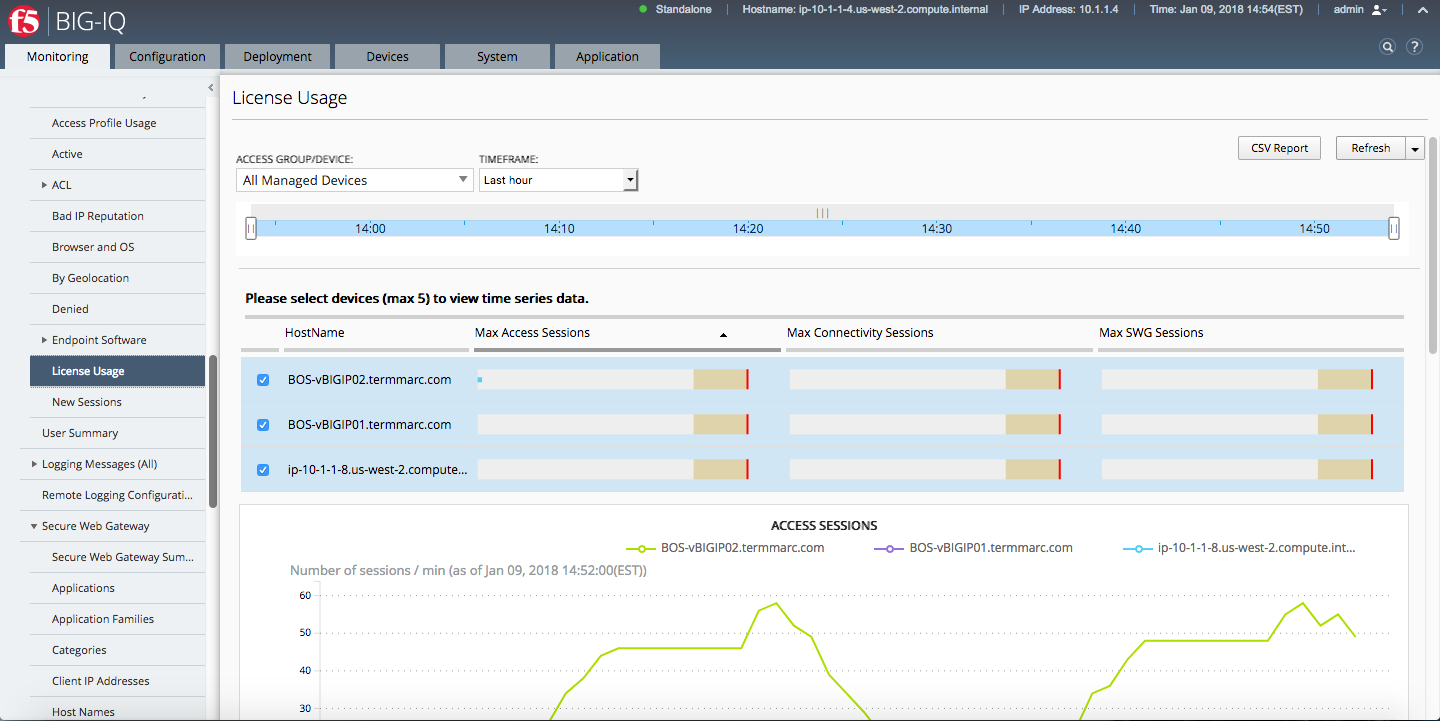 f5 BIG-IQ
Standalone Hostname: ip-10-1-1-4.us-west-2.compute.internal IP Address: 10.1.1.4 Time: Jan 09, 2018 14:54(EST) admin
Monitoring Configuration Deployment Devices System Application
Access Profile Usage
Active
ACL
Bad IP Reputation
Browser and OS
By Geolocation
Denied
Endpoint Software
License Usage
New Sessions
User Summary
Logging Messages (All)
Remote Logging Configurati...
Secure Web Gateway
Secure Web Gateway Sum...
Applications
Application Families
Categories
Client IP Addresses
Host Names
License Usage
CSV Report Refresh
ACCESS GROUP/DEVICE: TIMEFRAME:
All Managed Devices Last hour
14:00 14:10 14:20 14:30 14:40 14:50
Please select devices (max 5) to view time series data.
HostName Max Access Sessions Max Connectivity Sessions Max SWG Sessions
BOS-vBIGIP02.termmarc.com
BOS-vBIGIP01.termmarc.com
ip-10-1-1-8.us-west-2.compute...
ACCESS SESSIONS
BOS-vBIGIP02.termmarc.com BOS-vBIGIP01.termmarc.com ip-10-1-1-8.us-west-2.compute.int...
Number of sessions / min (as of Jan 09, 2018 14:52:00(EST))
60
50
40
30